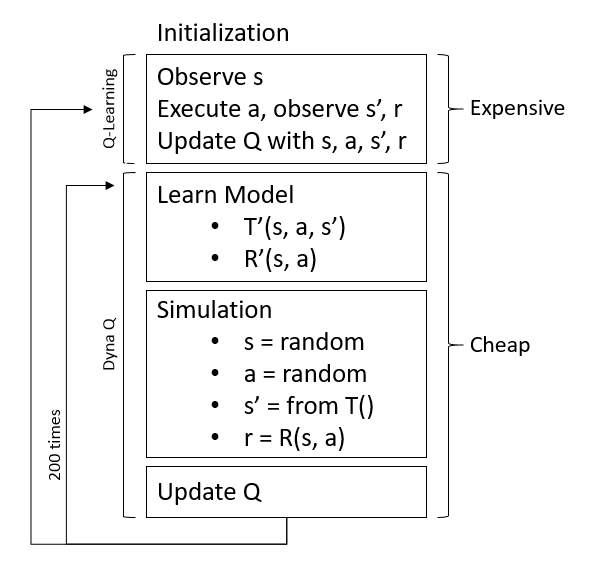 Initialization
Q-Learning
Observe s
Execute a, observe s’, r
Update Q with s, a, s’, r
Expensive
Learn Model
• T’(s, a, s’)
• R’(s, a)
Dyna Q
Simulation
• s = random
• a = random
• s’ = from T()
• r = R(s, a)
Cheap
200 times
Update Q